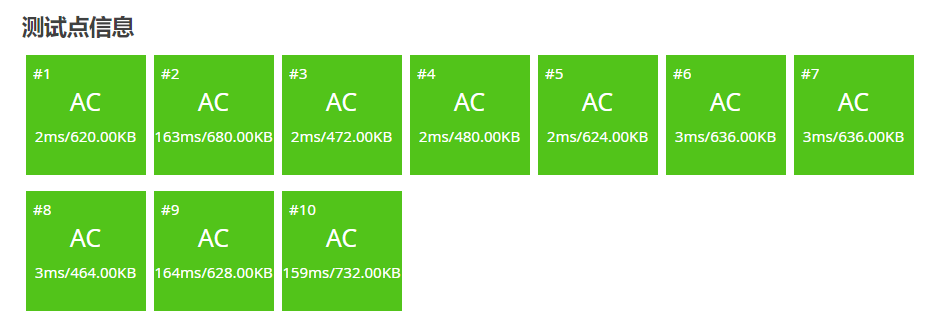 测试点信息
#1 #2 #3 #4 #5 #6 #7
AC AC AC AC AC AC AC
2ms/620.00KB 163ms/680.00KB 2ms/472.00KB 2ms/480.00KB 2ms/624.00KB 3ms/636.00KB 3ms/636.00KB
#8 #9 #10
AC AC AC
3ms/464.00KB 164ms/628.00KB 159ms/732.00KB